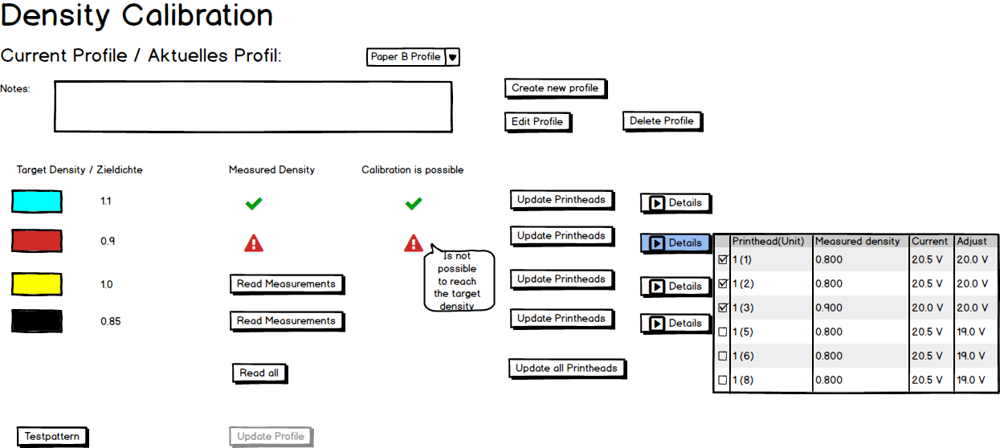 Density Calibration
Current Profile / Aktuelles Profil:
Paper B Profile
Notes:
Create new profile
Edit Profile
Delete Profile
Target Density / Zieldichte
Measured Density
Calibration is possible
1.1
Update Printheads
Details
0.9
Is not
possible
to reach
the target
density
Update Printheads
Details
1.0
Read Measurements
Update Printheads
Details
0.85
Read Measurements
Update Printheads
Details
Printhead(Unit) Measured density Current Adjust
1 (1) 0.800 20.5 V 20.0 V
1 (2) 0.800 20.5 V 20.0 V
1 (3) 0.900 20.0 V 20.0 V
1 (5) 0.800 20.5 V 19.0 V
1 (6) 0.800 20.5 V 19.0 V
1 (8) 0.800 20.5 V 19.0 V
Read all
Update all Printheads
Testpattern
Update Profile